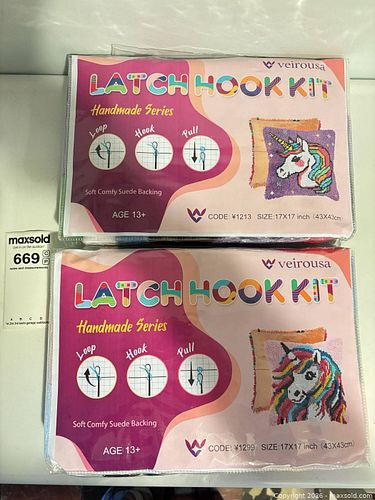 veirousa
LATCH HOOK KIT
Handmade Series
Loop Hook Pull
Soft Comfy Suede Backing
AGE 13+
CODE: ¥1213 SIZE:17X17 inch (43X43cm)
maxsold
669
veirousa
LATCH HOOK KIT
Handmade Series
Loop Hook Pull
Soft Comfy Suede Backing
AGE 13+
CODE: ¥1299 SIZE:17X17 inch (43X43cm)
Copyright 2026 - maxsold.com